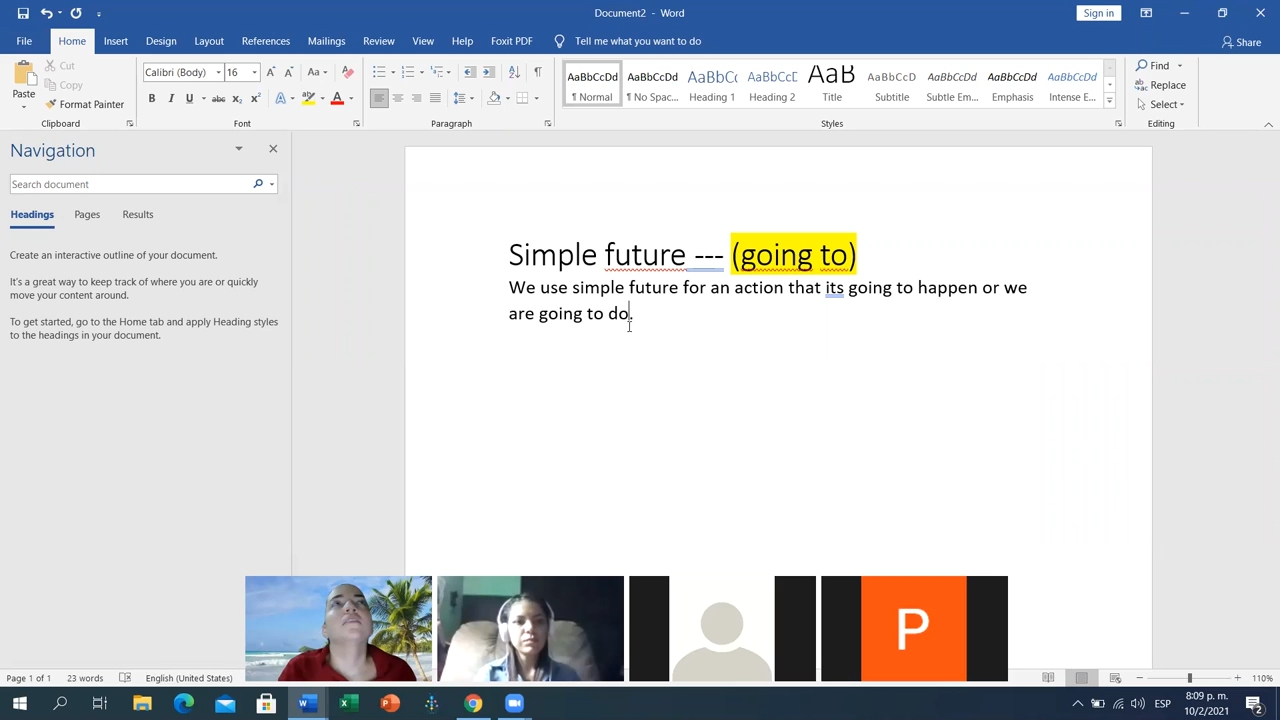 Document2 - Word
Sign in
File Home Insert Design Layout References Mailings Review View Help Foxit PDF Tell me what you want to do
Share
Paste
Cut
Copy
Format Painter
Clipboard
Calibri (Body) 16
Font
Paragraph
AaBbCcDd AaBbCcDd AaBbCc AaBbCcC AaB AaBbCcDd AaBbCcDd AaBbCcDd AaBbCcDd
¶ Normal ¶ No Spac... Heading 1 Heading 2 Title Subtitle Subtle Em... Emphasis Intense E...
Styles
Find
Replace
Select
Editing
Navigation
Search document
Headings Pages Results
Create an interactive outline of your document.
It's a great way to keep track of where you are or quickly
move your content around.
To get started, go to the Home tab and apply Heading styles
to the headings in your document.
Simple future --- (going to)
We use simple future for an action that its going to happen or we
are going to do.
P
Page 1 of 1 23 words English (United States)
110%
ESP
8:09 p. m.
10/2/2021
2